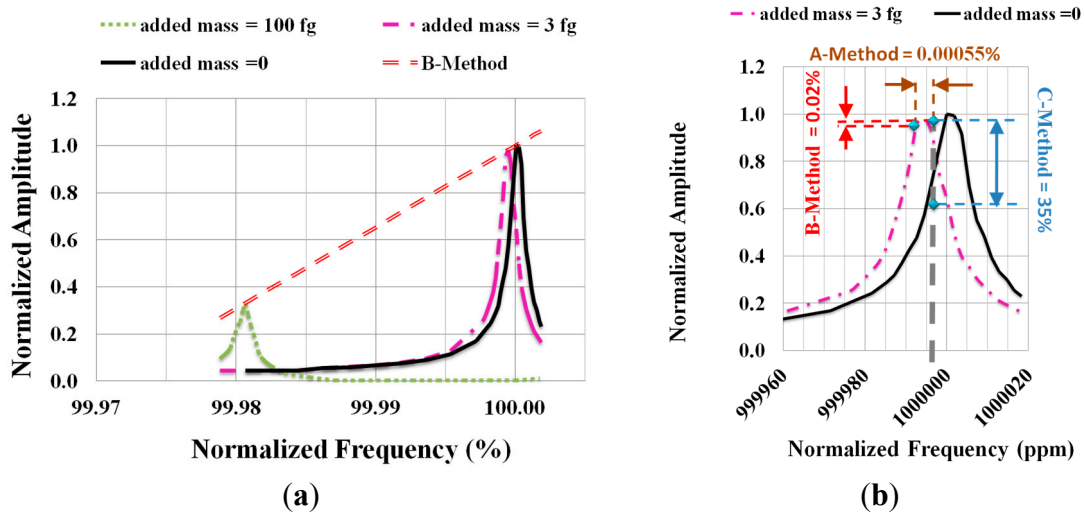 added mass = 100 fg
added mass = 3 fg
added mass =0
B-Method
1.2
1.0
0.8
0.6
0.4
0.2
0.0
Normalized Amplitude
99.97
99.98
99.99
100.00
Normalized Frequency (%)
(a)
added mass = 3 fg
added mass =0
A-Method = 0.00055%
B-Method = 0.02%
C-Method = 35%
1.2
1.0
0.8
0.6
0.4
0.2
0.0
Normalized Amplitude
999960
999980
1000000
1000020
Normalized Frequency (ppm)
(b)